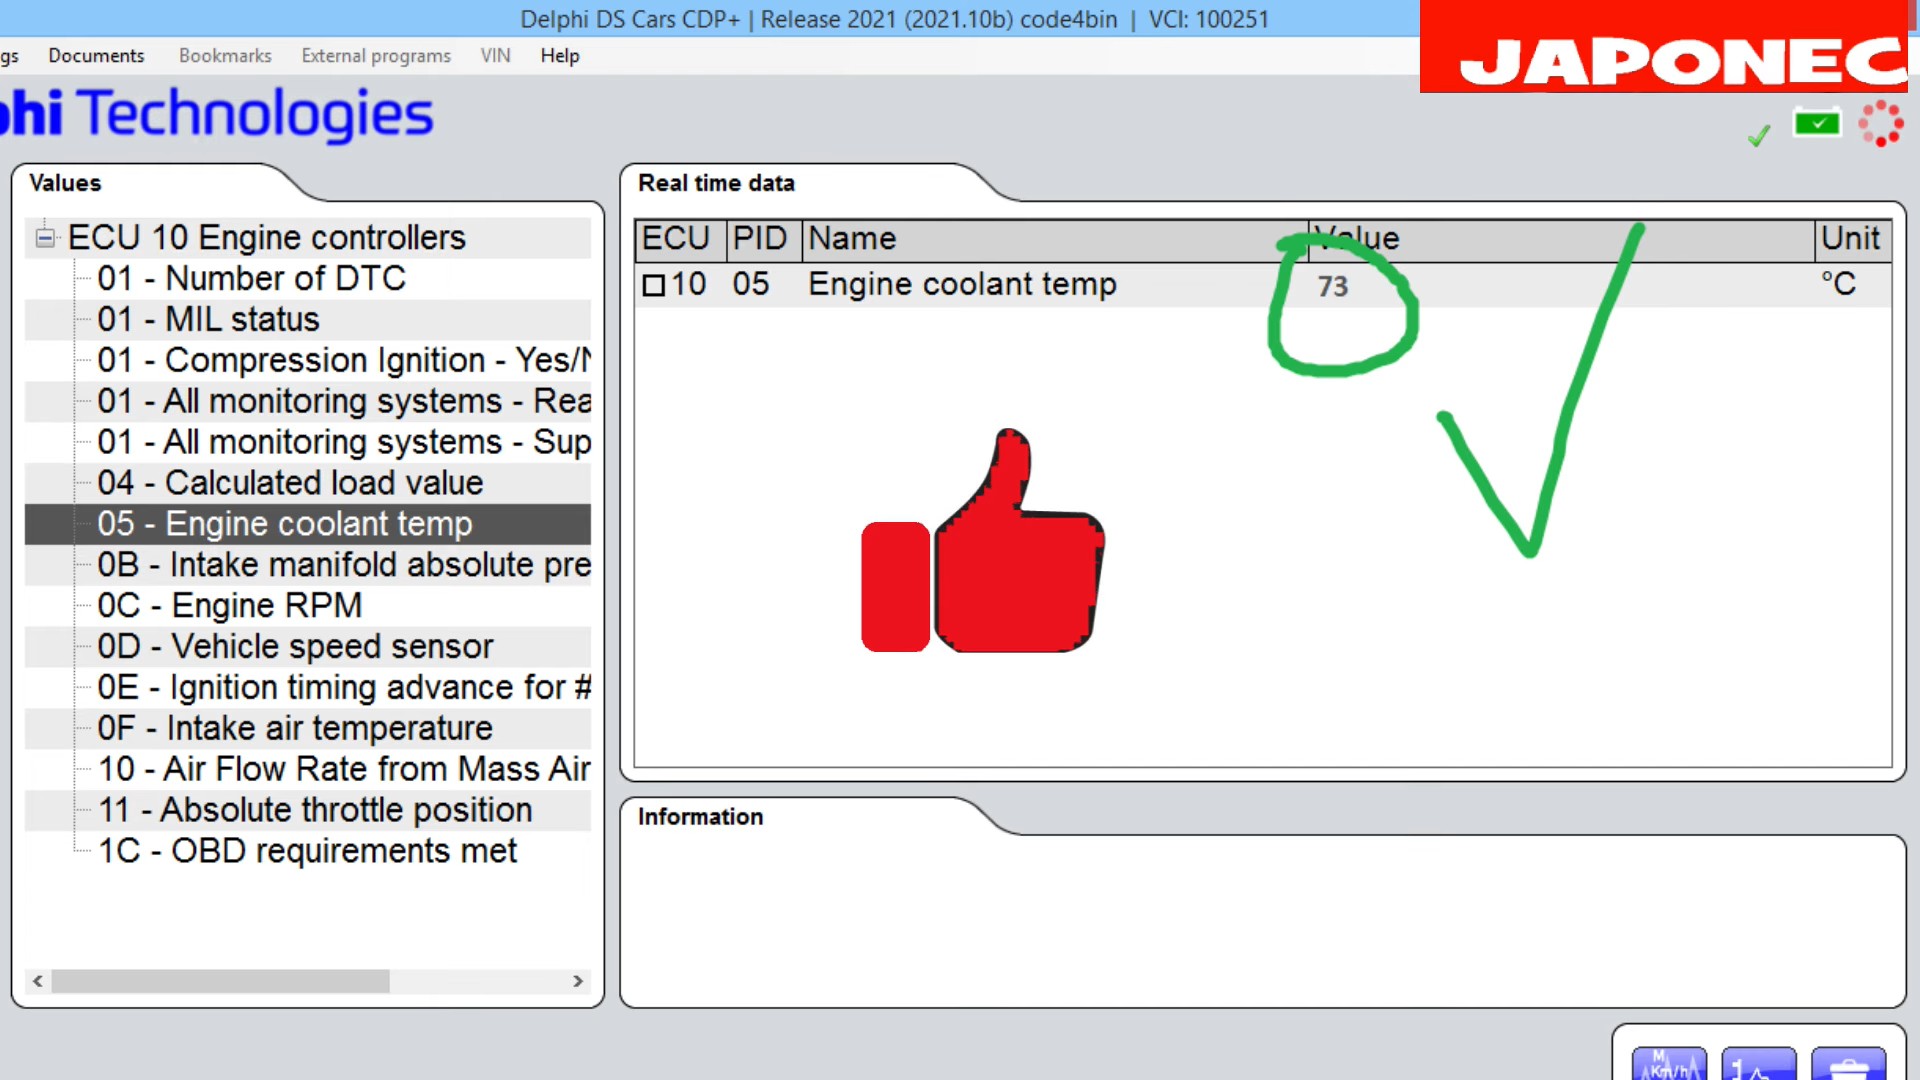 Delphi DS Cars CDP+ | Release 2021 (2021.10b) code4bin | VCI: 100251
gs Documents Bookmarks External programs VIN Help
JAPONEC
phi Technologies
Values
ECU 10 Engine controllers
01 - Number of DTC
01 - MIL status
01 - Compression Ignition - Yes/N
01 - All monitoring systems - Rea
01 - All monitoring systems - Sup
04 - Calculated load value
05 - Engine coolant temp
0B - Intake manifold absolute pre
0C - Engine RPM
0D - Vehicle speed sensor
0E - Ignition timing advance for #
0F - Intake air temperature
10 - Air Flow Rate from Mass Air
11 - Absolute throttle position
1C - OBD requirements met
Real time data
ECU PID Name Value Unit
10 05 Engine coolant temp 73 °C
Information
M
Km/h
1